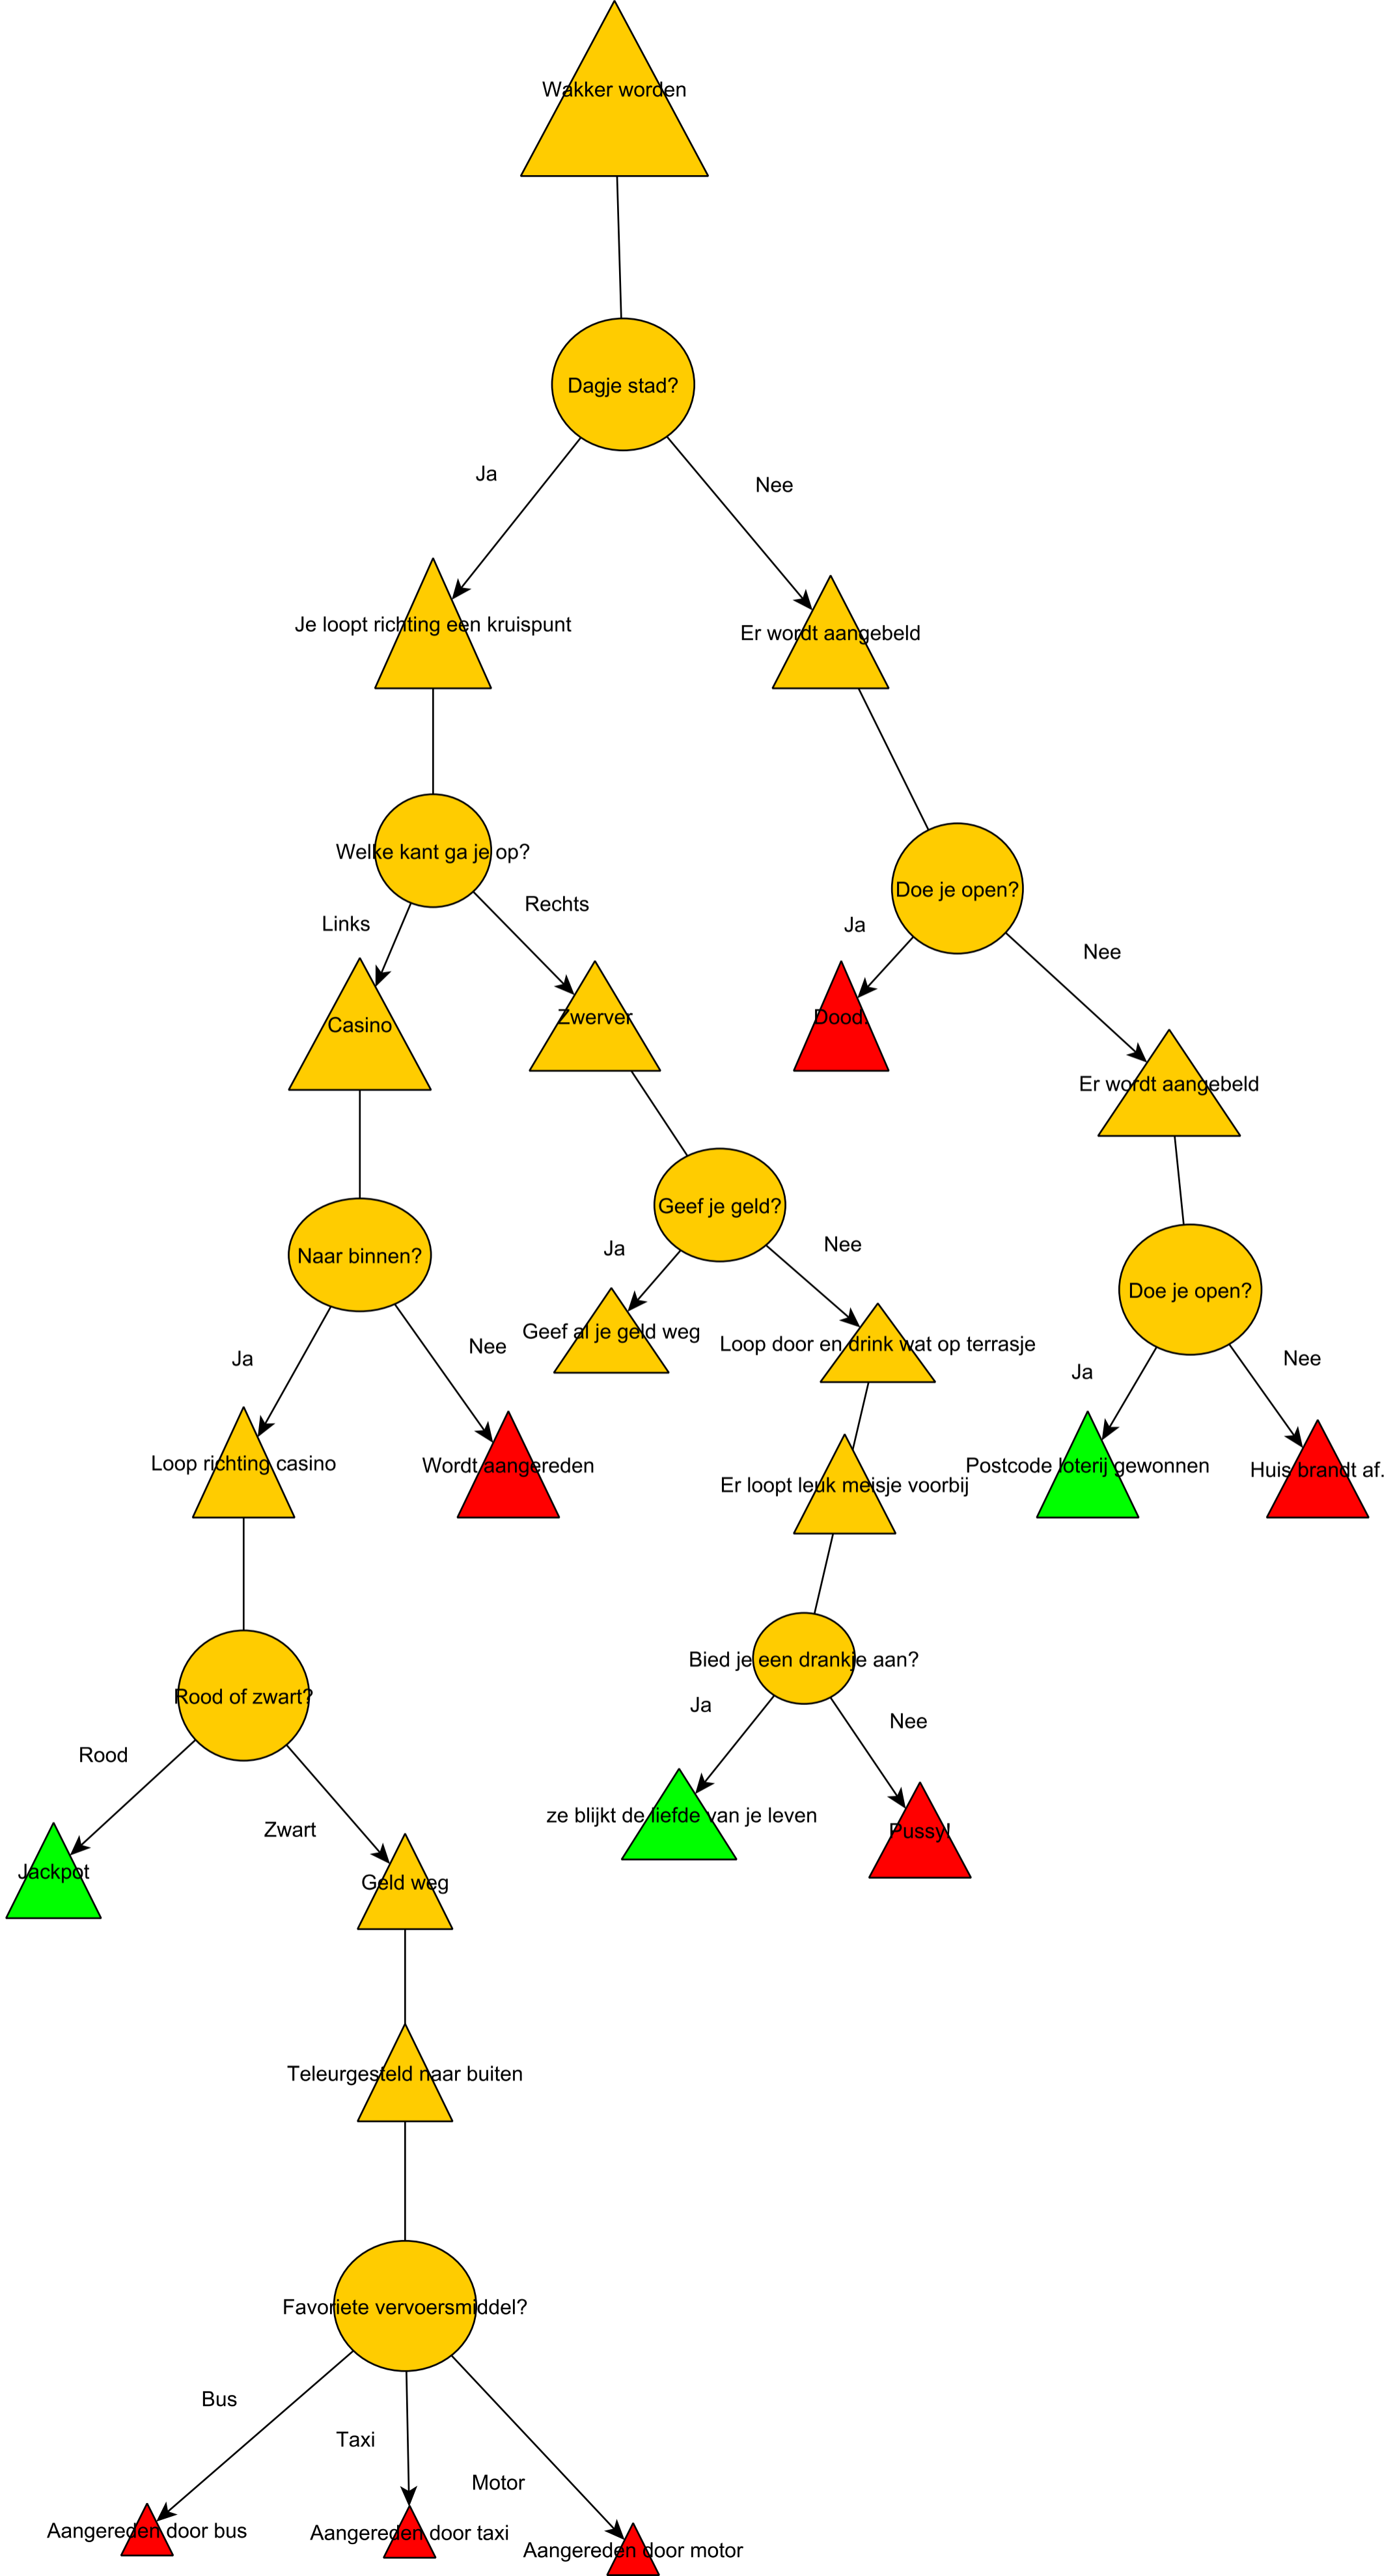 Wakker worden
Dagje stad?
Ja
Nee
Je loopt richting een kruispunt
Er wordt aangebeld
Welke kant ga je op?
Doe je open?
Links
Rechts
Ja
Nee
Casino
Zwerver
Dood.
Er wordt aangebeld
Geef je geld?
Naar binnen?
Ja
Nee
Doe je open?
Geef al je geld weg
Loop door en drink wat op terrasje
Ja
Nee
Ja
Nee
Loop richting casino
Wordt aangereden
Er loopt leuk meisje voorbij
Postcode loterij gewonnen
Huis brandt af.
Bied je een drankje aan?
Rood of zwart?
Ja
Nee
Rood
Zwart
ze blijkt de liefde van je leven
Pussy!
Jackpot
Geld weg
Teleurgesteld naar buiten
Favoriete vervoersmiddel?
Bus
Taxi
Motor
Aangereden door bus
Aangereden door taxi
Aangereden door motor